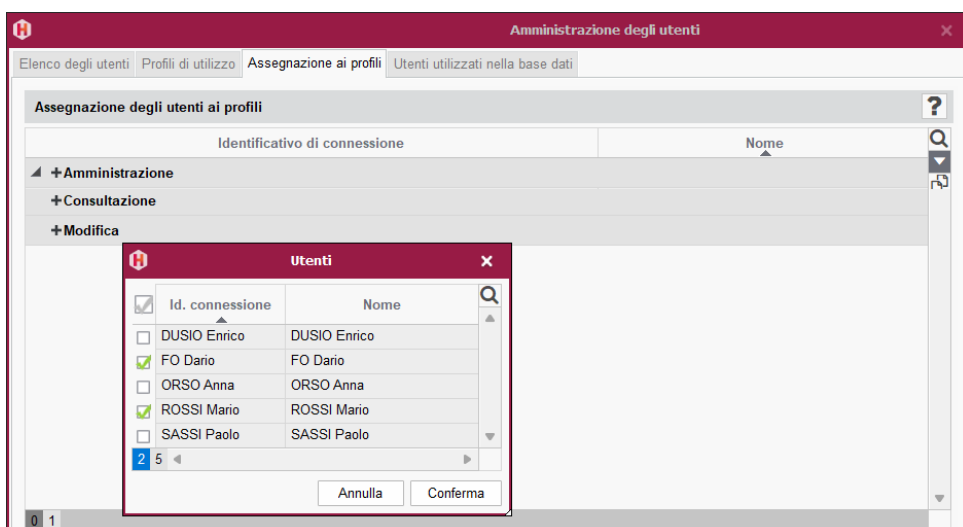 Amministrazione degli utenti
Elenco degli utenti Profili di utilizzo Assegnazione ai profili Utenti utilizzati nella base dati
Assegnazione degli utenti ai profili ?
Identificativo di connessione Nome
+Amministrazione
+Consultazione
+Modifica
Utenti
Id. connessione Nome
DUSIO Enrico DUSIO Enrico
FO Dario FO Dario
ORSO Anna ORSO Anna
ROSSI Mario ROSSI Mario
SASSI Paolo SASSI Paolo
2 5
Annulla Conferma
0 1